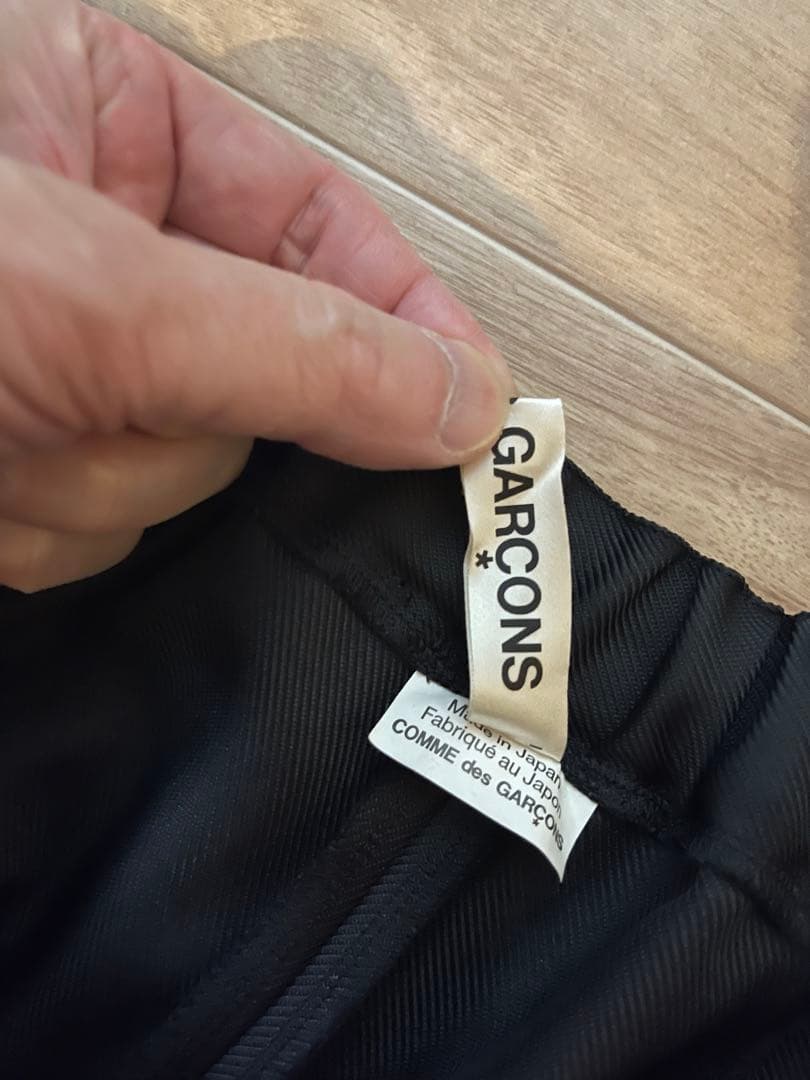 GARÇONS
Made in Japan
Fabriqué au Japon
COMME des GARÇONS